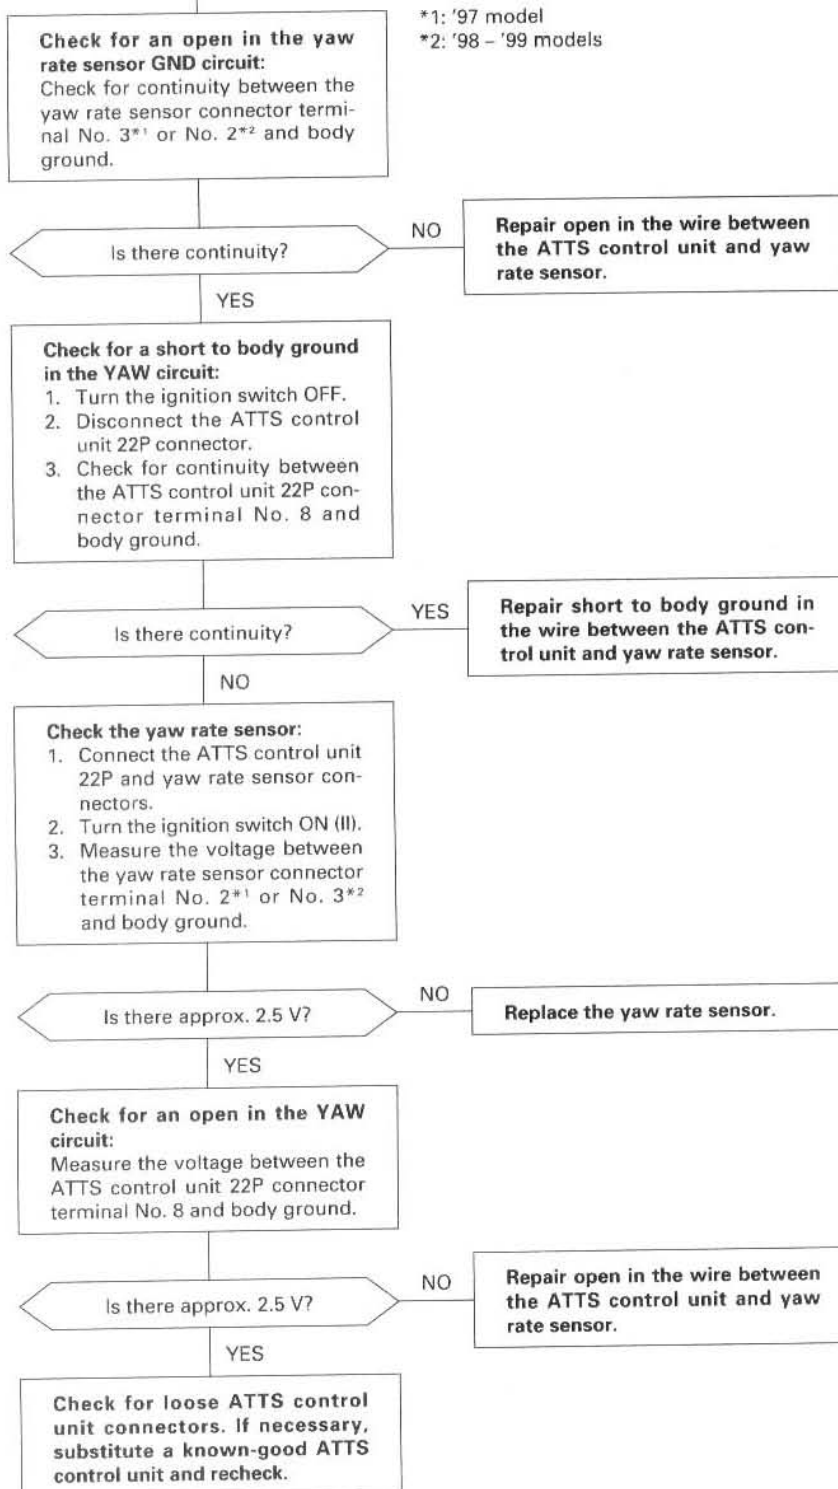 *1: '97 model
*2: '98 – '99 models
Check for an open in the yaw
rate sensor GND circuit:
Check for continuity between the
yaw rate sensor connector termi-
nal No. 3*1 or No. 2*2 and body
ground.
Is there continuity?
NO
Repair open in the wire between
the ATTS control unit and yaw
rate sensor.
YES
Check for a short to body ground
in the YAW circuit:
1. Turn the ignition switch OFF.
2. Disconnect the ATTS control
unit 22P connector.
3. Check for continuity between
the ATTS control unit 22P con-
nector terminal No. 8 and
body ground.
Is there continuity?
YES
Repair short to body ground in
the wire between the ATTS con-
trol unit and yaw rate sensor.
NO
Check the yaw rate sensor:
1. Connect the ATTS control unit
22P and yaw rate sensor con-
nectors.
2. Turn the ignition switch ON (II).
3. Measure the voltage between
the yaw rate sensor connector
terminal No. 2*1 or No. 3*2
and body ground.
Is there approx. 2.5 V?
NO
Replace the yaw rate sensor.
YES
Check for an open in the YAW
circuit:
Measure the voltage between the
ATTS control unit 22P connector
terminal No. 8 and body ground.
Is there approx. 2.5 V?
NO
Repair open in the wire between
the ATTS control unit and yaw
rate sensor.
YES
Check for loose ATTS control
unit connectors. If necessary,
substitute a known-good ATTS
control unit and recheck.